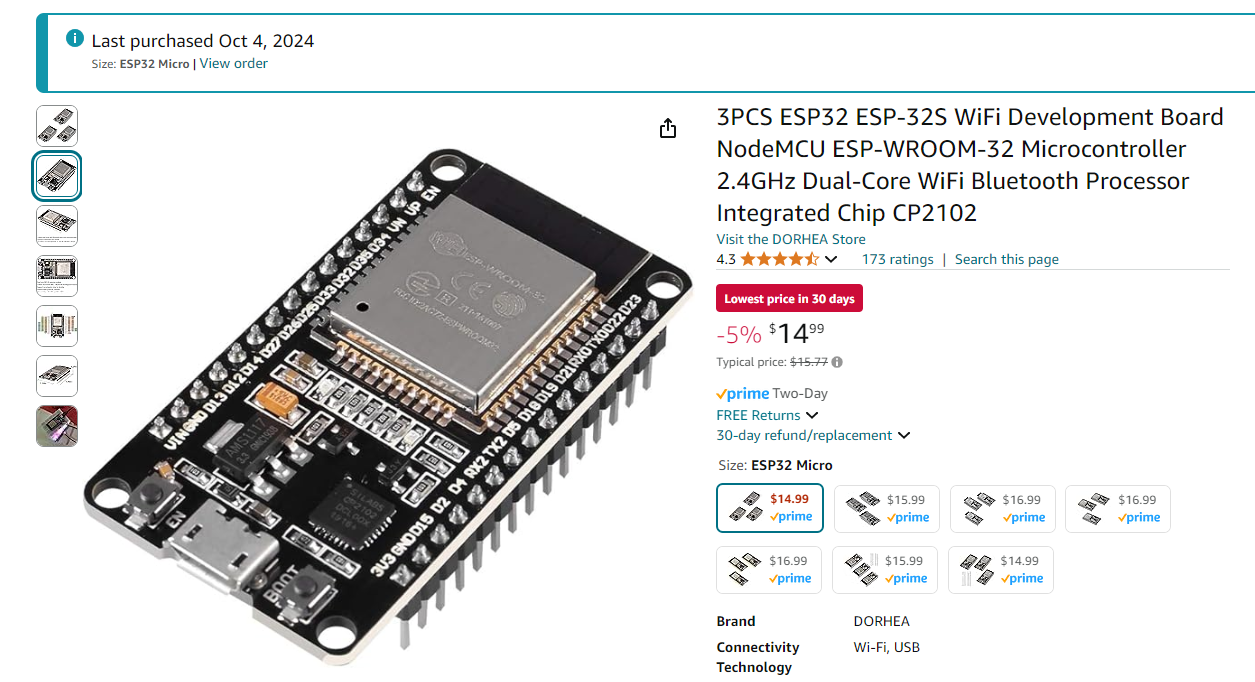 Last purchased Oct 4, 2024
Size: ESP32 Micro | View order
3PCS ESP32 ESP-32S WiFi Development Board
NodeMCU ESP-WROOM-32 Microcontroller
2.4GHz Dual-Core WiFi Bluetooth Processor
Integrated Chip CP2102
Visit the DORHEA Store
4.3 173 ratings | Search this page
Lowest price in 30 days
-5% $14.99
Typical price: $15.77
prime Two-Day
FREE Returns
30-day refund/replacement
Size: ESP32 Micro
$14.99 $15.99 $16.99 $16.99
prime prime prime prime
$16.99 $15.99 $14.99
prime prime prime
Brand DORHEA
Connectivity Wi-Fi, USB
Technology
VIN GND D13 D12 D14 D27 D26 D25 D33 D32 D35 D34 VN VP EN
ESP-WROOM-32
3V3 GND D15 D2 D4 RX2 TX2 D5 D18 D19 D21 RX0 TX0 D22 D23
AMS1117
3.3
SILABS
CP2102
EN
BOOT